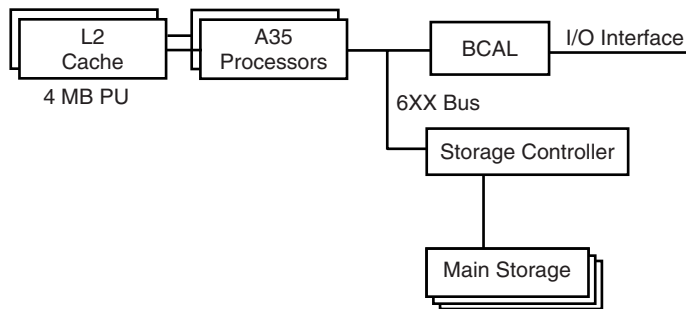 L2
Cache
A35
Processors
BCAL
I/O Interface
4 MB PU
6XX Bus
Storage Controller
Main Storage